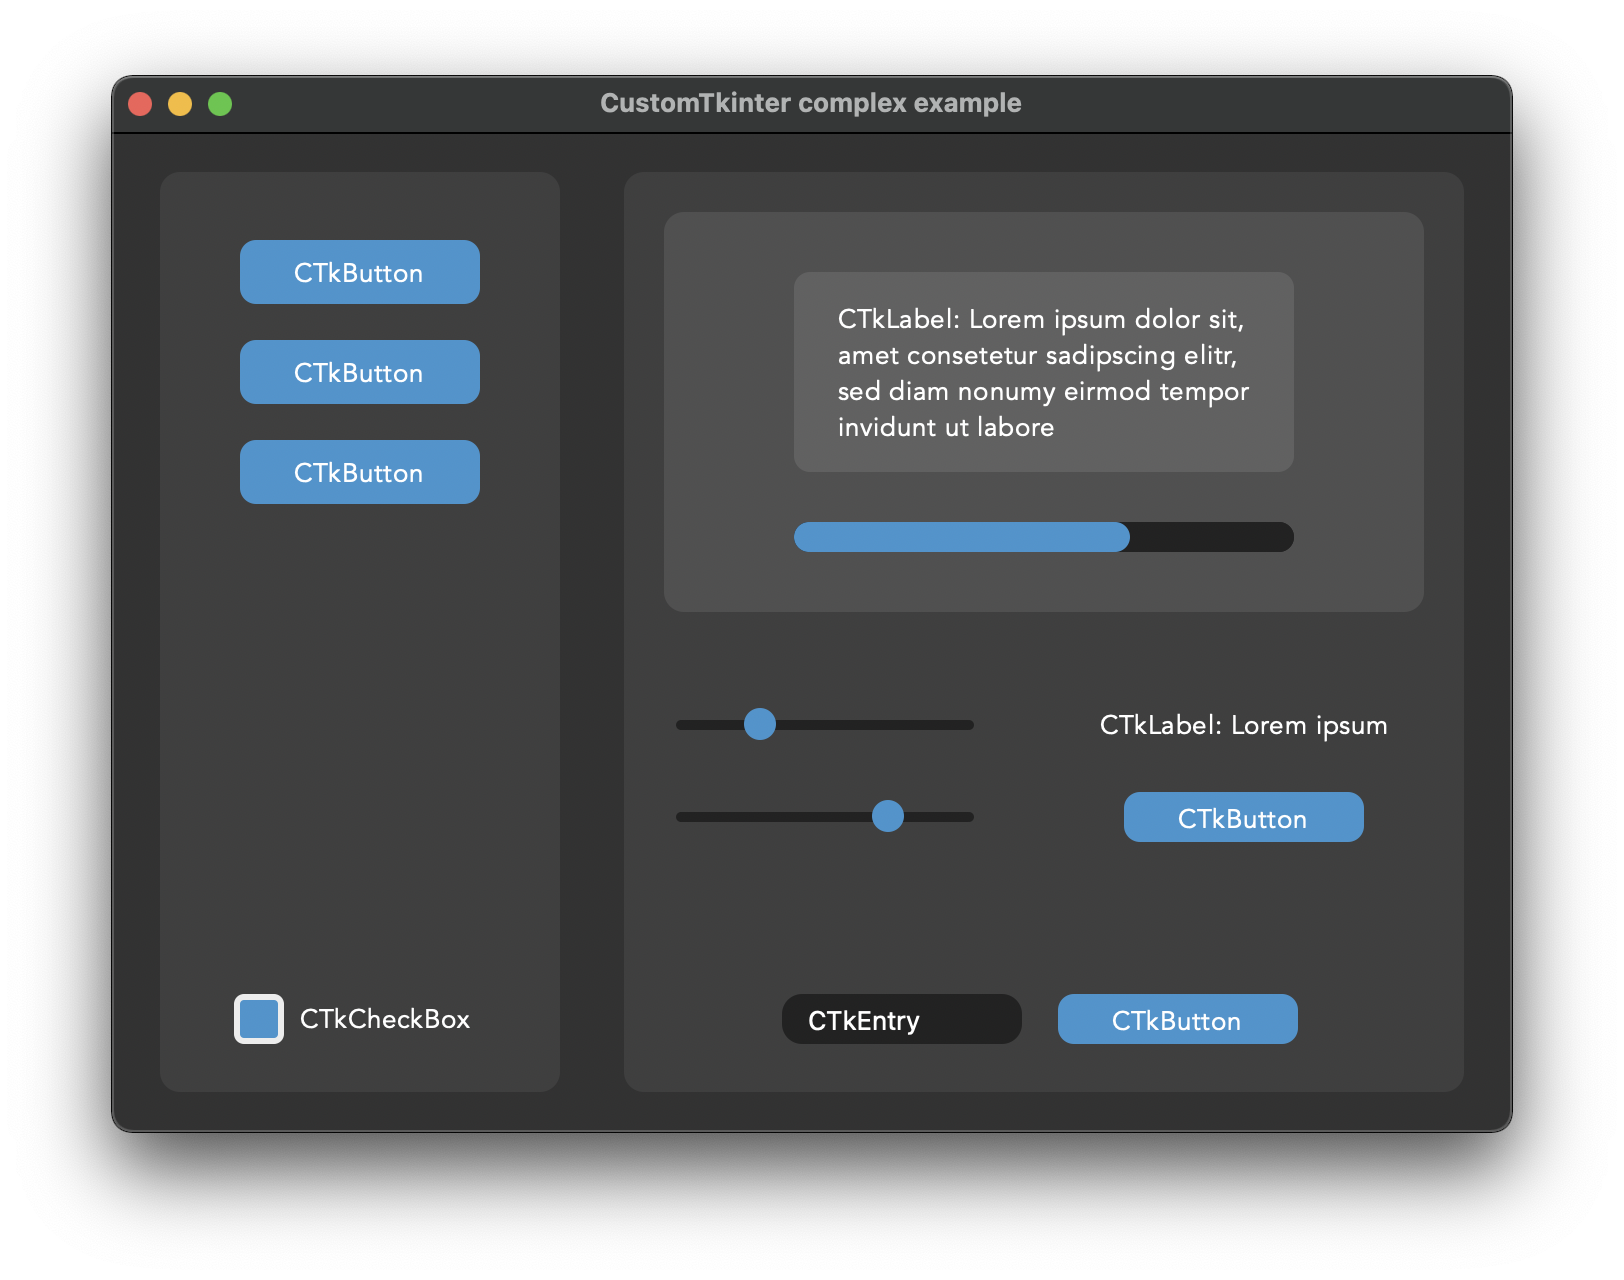 CustomTkinter complex example
CTkButton
CTkButton
CTkButton
CTkCheckBox
CTkLabel: Lorem ipsum dolor sit,
amet consetetur sadipscing elitr,
sed diam nonumy eirmod tempor
invidunt ut labore
CTkLabel: Lorem ipsum
CTkButton
CTkEntry
CTkButton